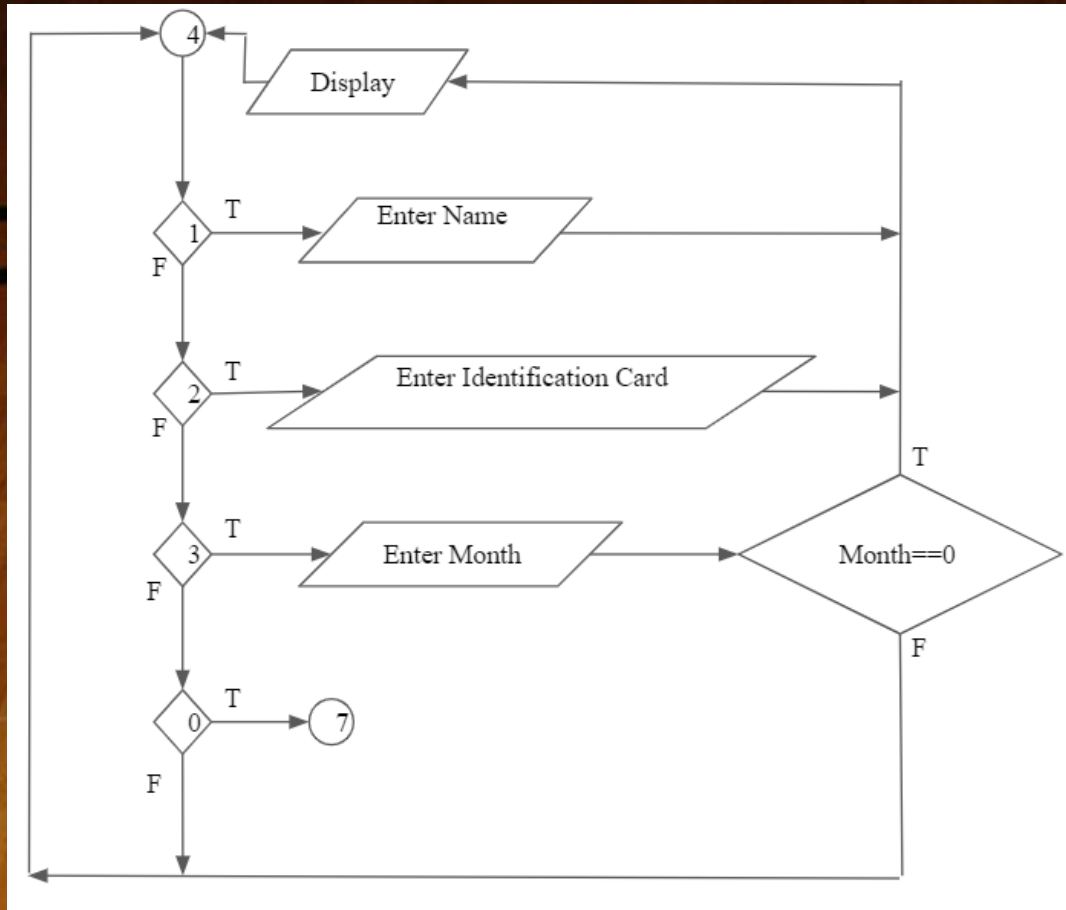 4
Display
T
Enter Name
1
F
T
Enter Identification Card
2
F
T
T
Enter Month
Month==0
3
F
F
T
0
7
F